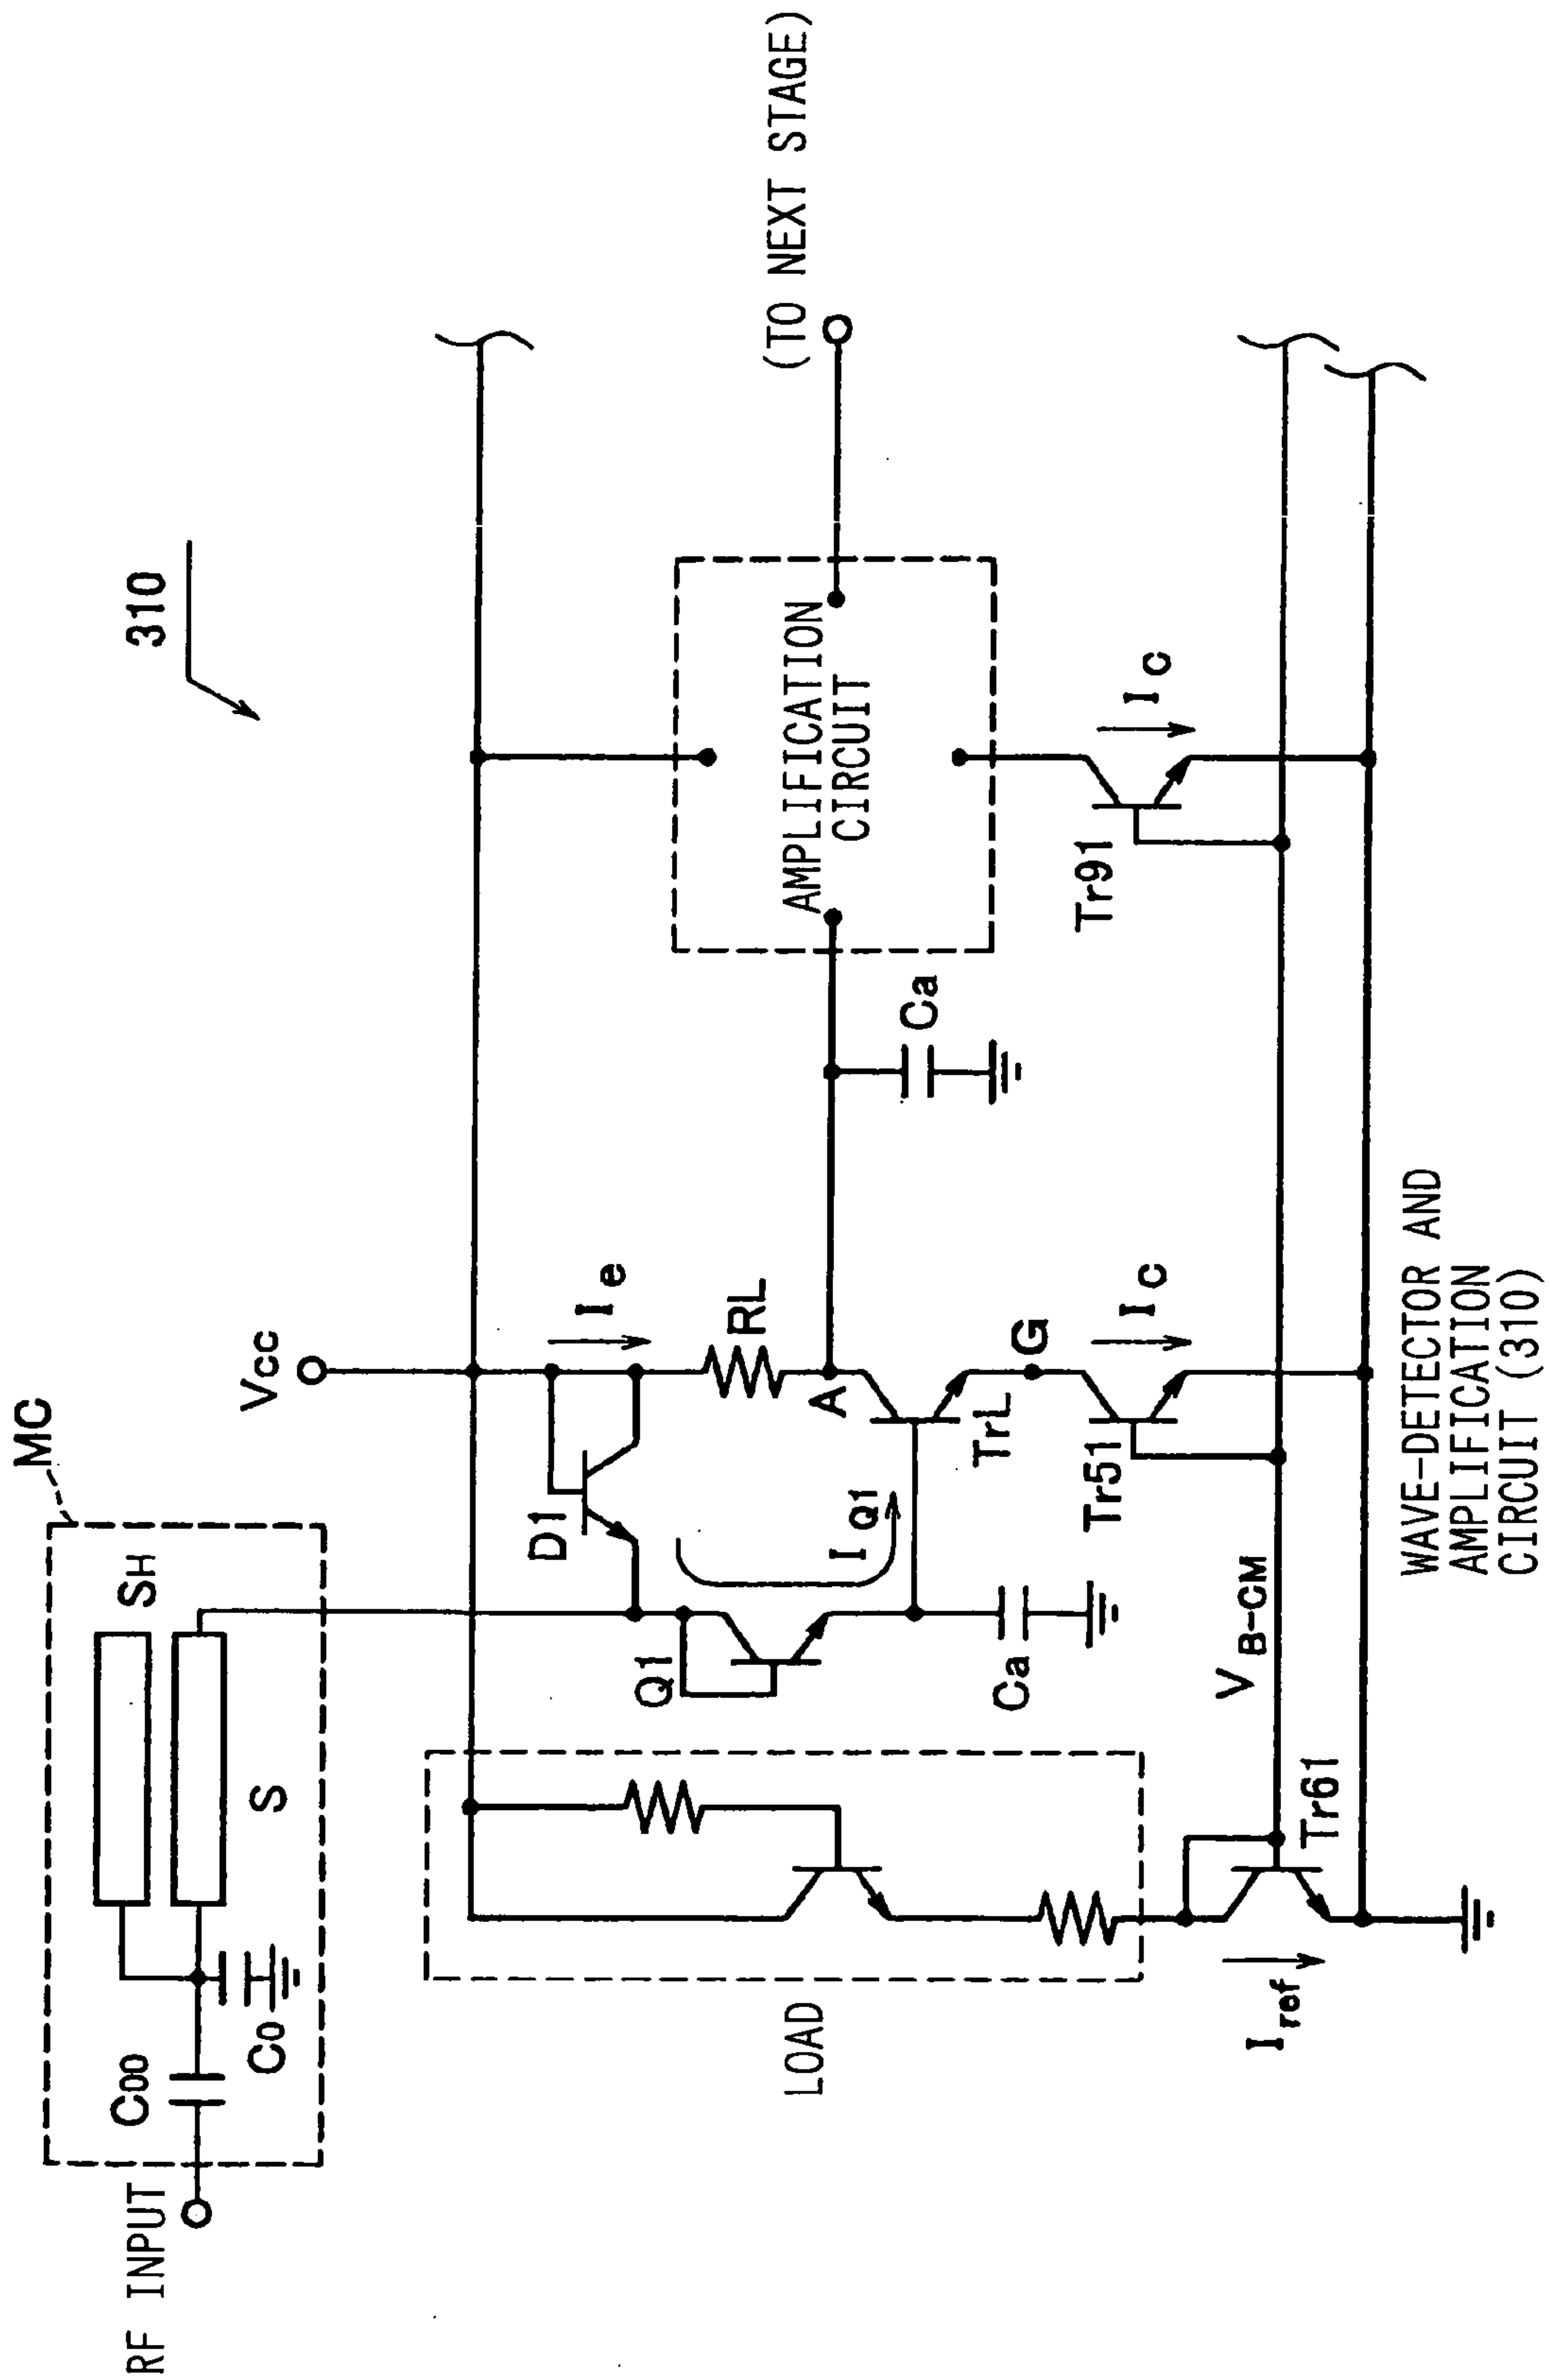 310
MC
RF INPUT
C00
C0
SH
S
Vcc
LOAD
Iref
Tr61
VB-CM
Q1
D1
IQ1
Ca
Ie
RL
A
TrL
G
Tr51
Ic
Ca
AMPLIFICATION
CIRCUIT
Tr91
Ic
(TO NEXT STAGE)
WAVE-DETECTOR AND
AMPLIFICATION
CIRCUIT (310)